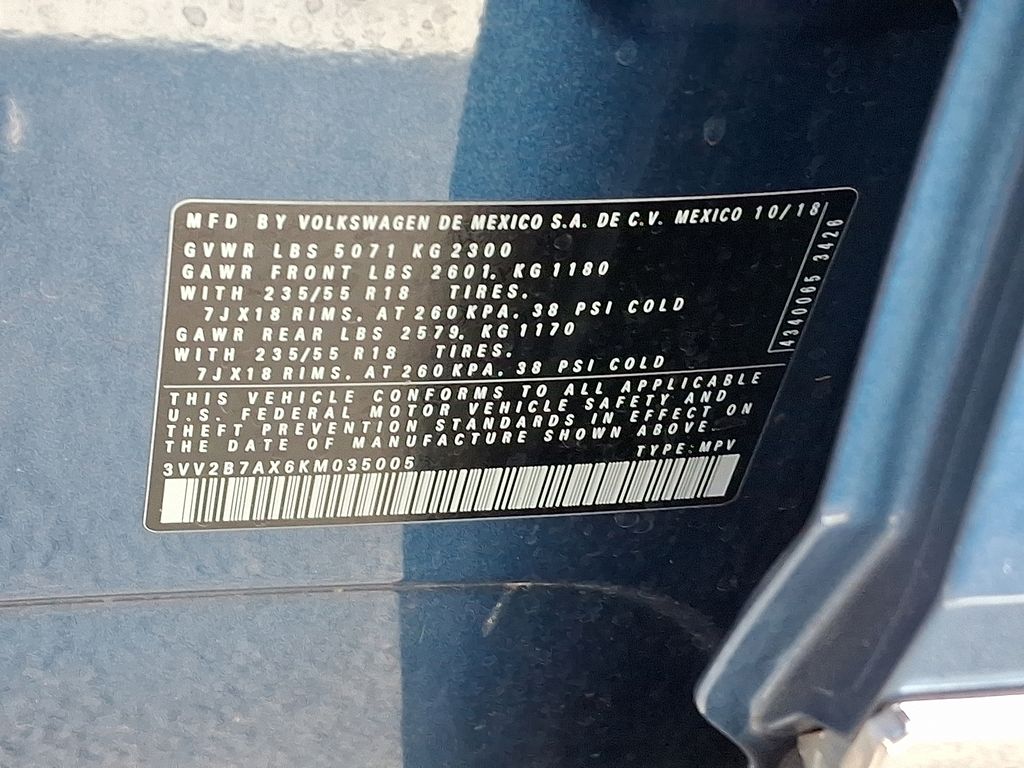 MFD BY VOLKSWAGEN DE MEXICO S.A. DE C.V. MEXICO 10/18
GVWR LBS 5071 KG 2300
GAWR FRONT LBS 2601, KG 1180
WITH 235/55 R18 TIRES.
7JX18 RIMS. AT 260 KPA. 38 PSI COLD
GAWR REAR LBS 2579, KG 1170
WITH 235/55 R18 TIRES.
7JX18 RIMS. AT 260 KPA. 38 PSI COLD
4340065 3426
THIS VEHICLE CONFORMS TO ALL APPLICABLE
U.S. FEDERAL MOTOR VEHICLE SAFETY AND
THEFT PREVENTION STANDARDS IN EFFECT ON
THE DATE OF MANUFACTURE SHOWN ABOVE.
TYPE: MPV
3VV2B7AX6KM035005